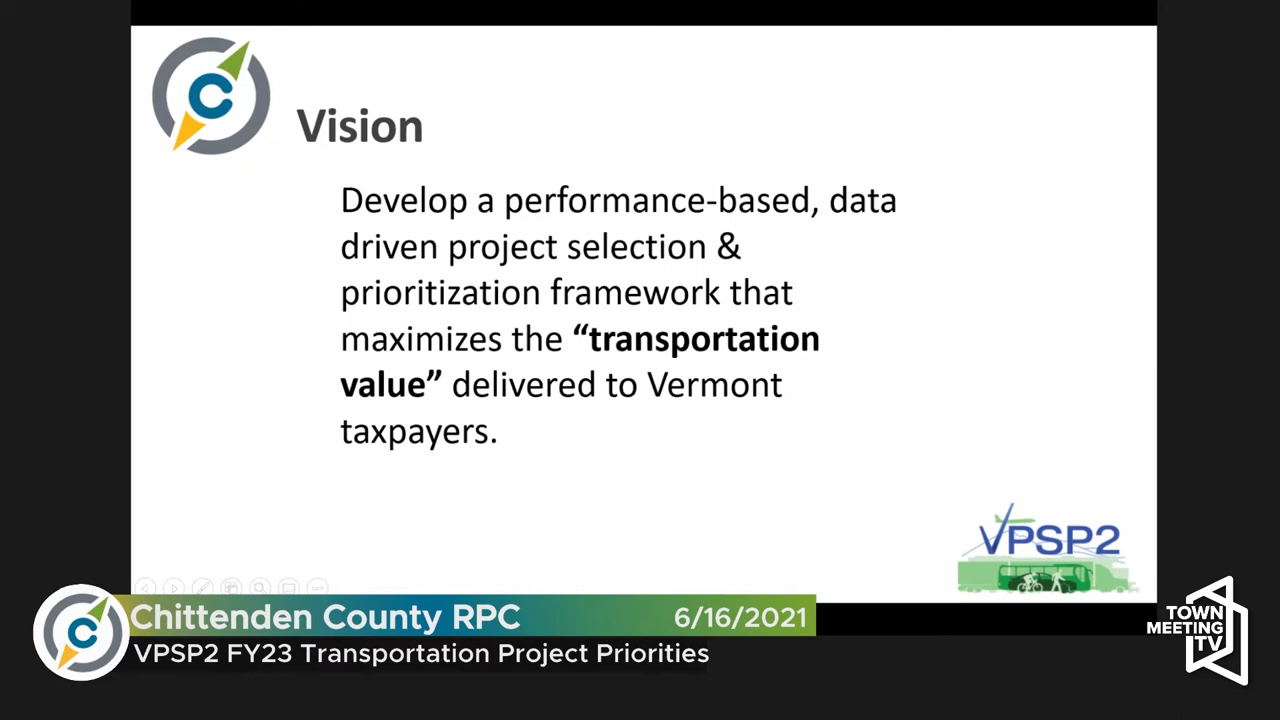 C
Vision
Develop a performance-based, data
driven project selection &
prioritization framework that
maximizes the “transportation
value” delivered to Vermont
taxpayers.
VPSP2
C
Chittenden County RPC 6/16/2021
VPSP2 FY23 Transportation Project Priorities
TOWN
MEETING
TV